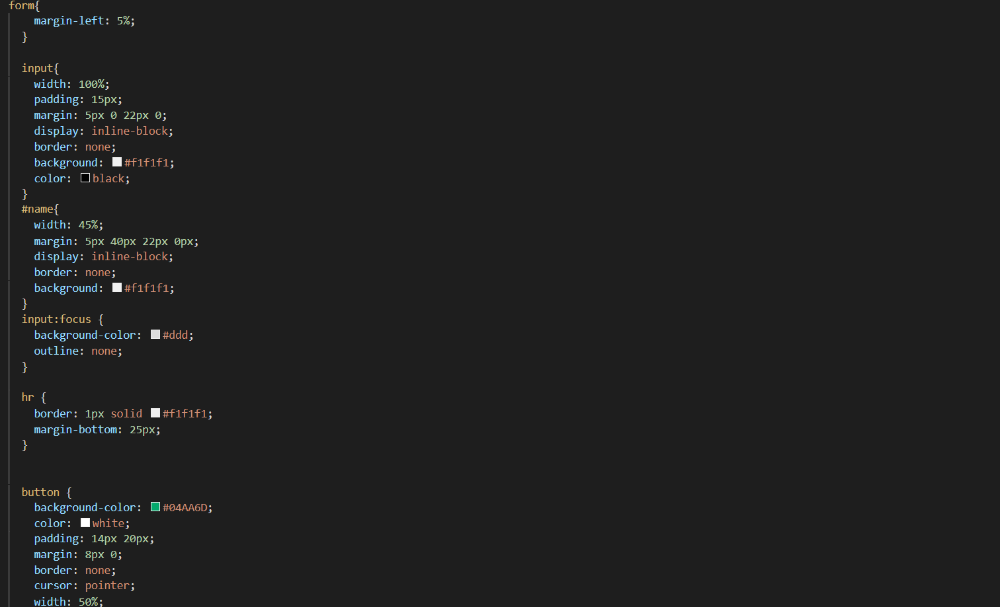 form{
margin-left: 5%;
}
input{
width: 100%;
padding: 15px;
margin: 5px 0 22px 0;
display: inline-block;
border: none;
background: #f1f1f1;
color: black;
}
#name{
width: 45%;
margin: 5px 40px 22px 0px;
display: inline-block;
border: none;
background: #f1f1f1;
}
input:focus {
background-color: #ddd;
outline: none;
}
hr {
border: 1px solid #f1f1f1;
margin-bottom: 25px;
}
button {
background-color: #04AA6D;
color: white;
padding: 14px 20px;
margin: 8px 0;
border: none;
cursor: pointer;
width: 50%;